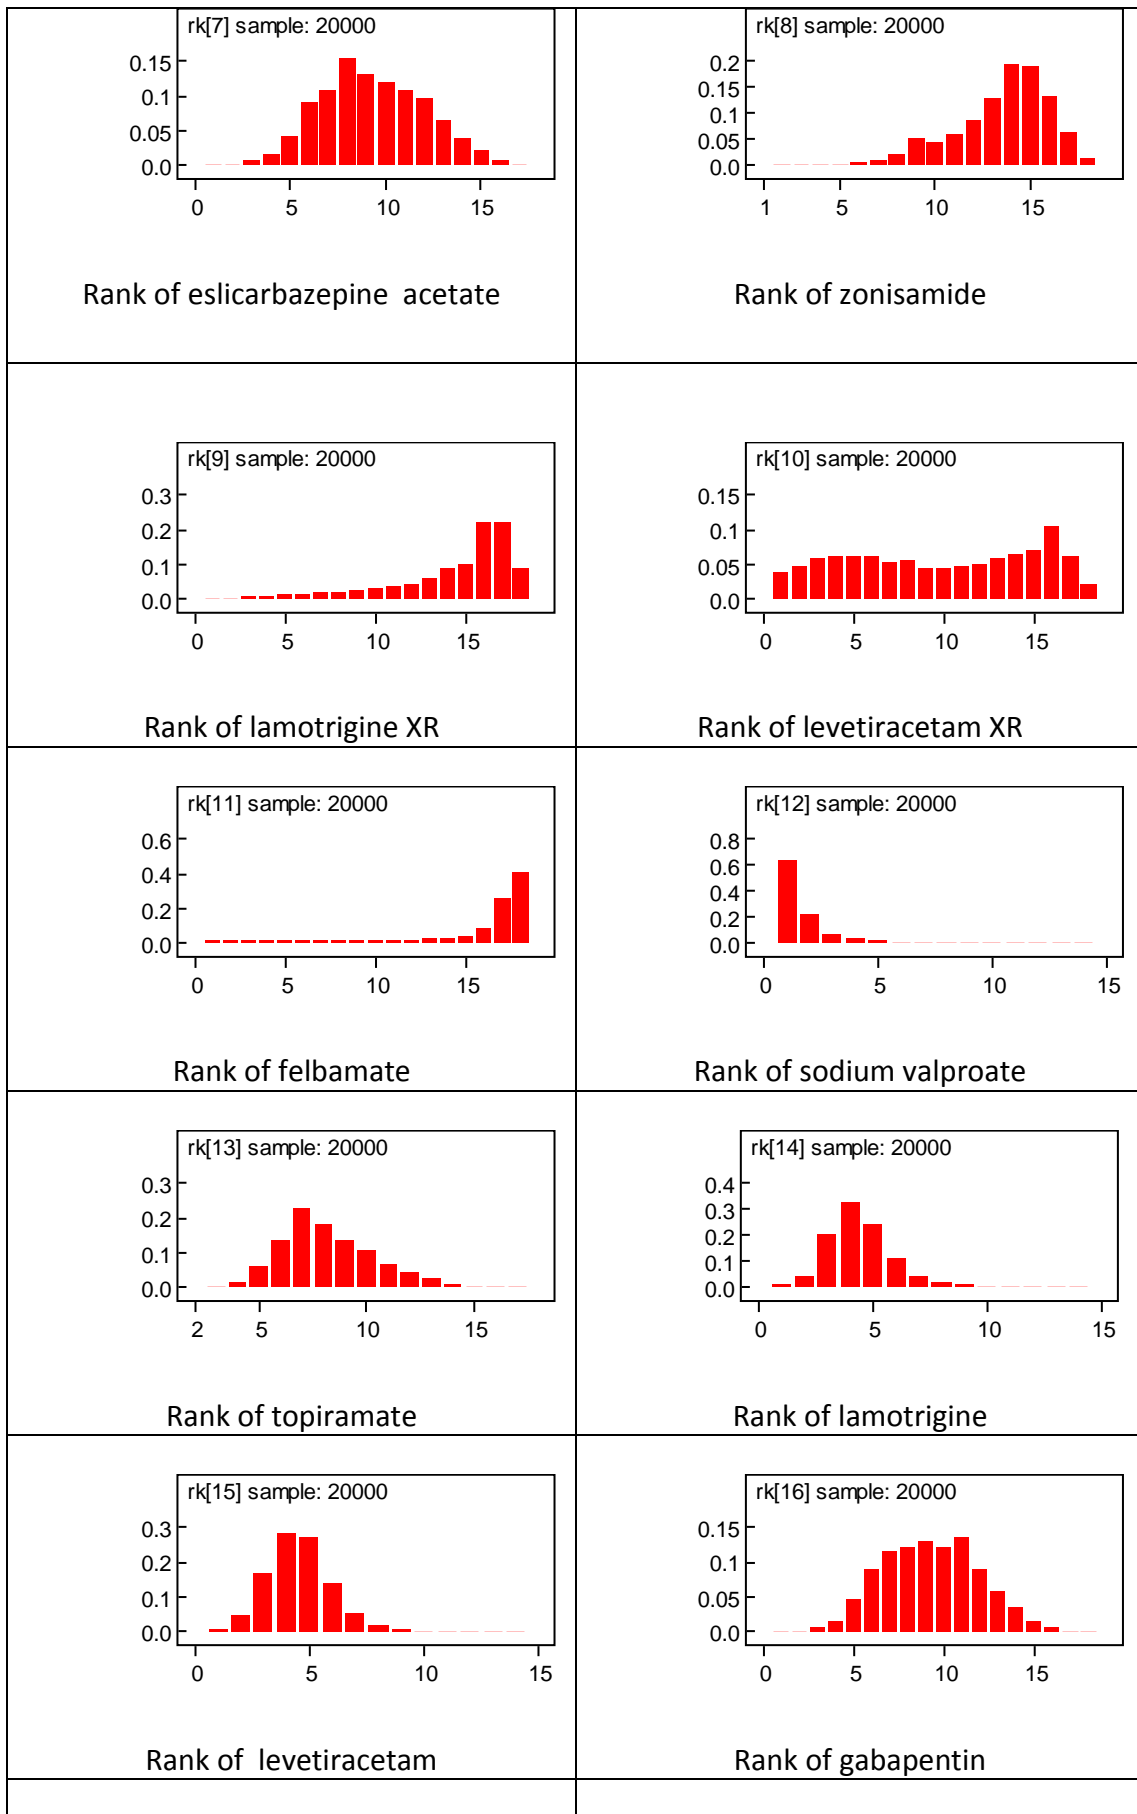 rk[7] sample: 20000
0.15
0.1
0.05
0.0
0 5 10 15
Rank of eslicarbazepine acetate
rk[8] sample: 20000
0.2
0.15
0.1
0.05
0.0
1 5 10 15
Rank of zonisamide
rk[9] sample: 20000
0.3
0.2
0.1
0.0
0 5 10 15
Rank of lamotrigine XR
rk[10] sample: 20000
0.15
0.1
0.05
0.0
0 5 10 15
Rank of levetiracetam XR
rk[11] sample: 20000
0.6
0.4
0.2
0.0
0 5 10 15
Rank of felbamate
rk[12] sample: 20000
0.8
0.6
0.4
0.2
0.0
0 5 10 15
Rank of sodium valproate
rk[13] sample: 20000
0.3
0.2
0.1
0.0
2 5 10 15
Rank of topiramate
rk[14] sample: 20000
0.4
0.3
0.2
0.1
0.0
0 5 10 15
Rank of lamotrigine
rk[15] sample: 20000
0.3
0.2
0.1
0.0
0 5 10 15
Rank of levetiracetam
rk[16] sample: 20000
0.15
0.1
0.05
0.0
0 5 10 15
Rank of gabapentin